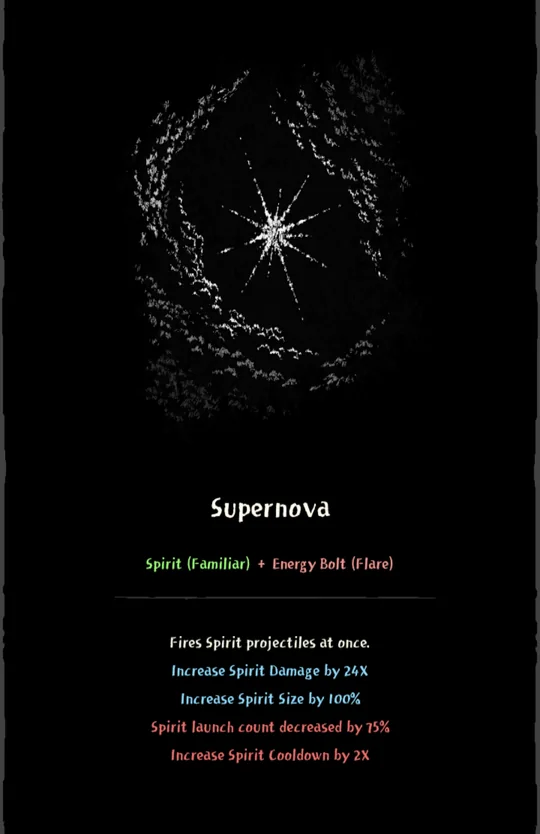 Supernova
Spirit (Familiar) + Energy Bolt (Flare)
Fires Spirit projectiles at once.
Increase Spirit Damage by 24X
Increase Spirit Size by 100%
Spirit launch count decreased by 75%
Increase Spirit Cooldown by 2X